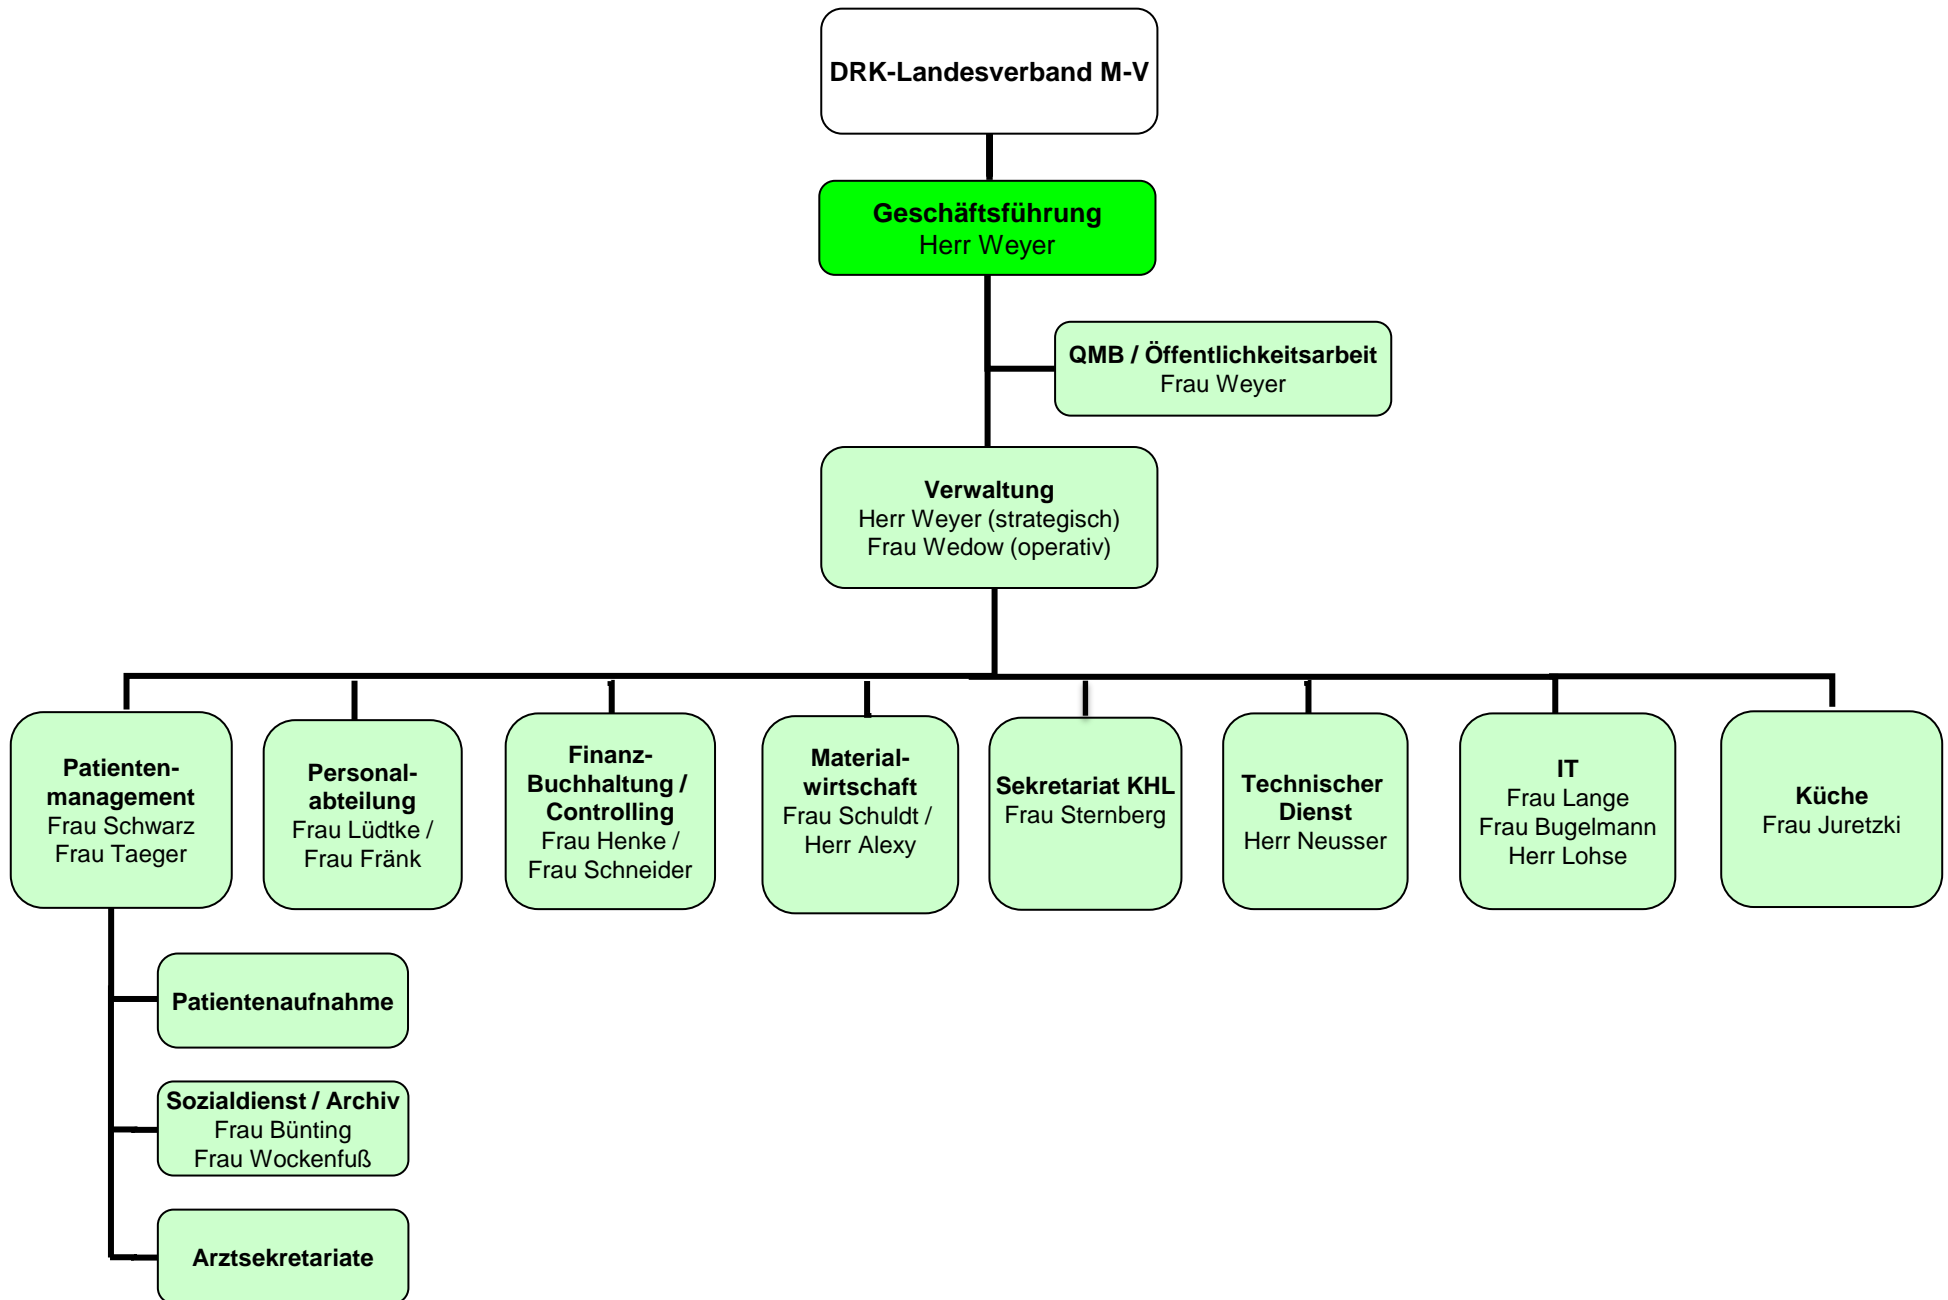 DRK-Landesverband M-V
Geschäftsführung
Herr Weyer
QMB / Öffentlichkeitsarbeit
Frau Weyer
Verwaltung
Herr Weyer (strategisch)
Frau Wedow (operativ)
Patienten-
management
Frau Schwarz
Frau Taeger
Personal-
abteilung
Frau Lüdtke /
Frau Fränk
Finanz-
Buchhaltung /
Controlling
Frau Henke /
Frau Schneider
Material-
wirtschaft
Frau Schuldt /
Herr Alexy
Sekretariat KHL
Frau Sternberg
Technischer
Dienst
Herr Neusser
IT
Frau Lange
Frau Bugelmann
Herr Lohse
Küche
Frau Juretzki
Patientenaufnahme
Sozialdienst / Archiv
Frau Bünting
Frau Wockenfuß
Arztsekretariate